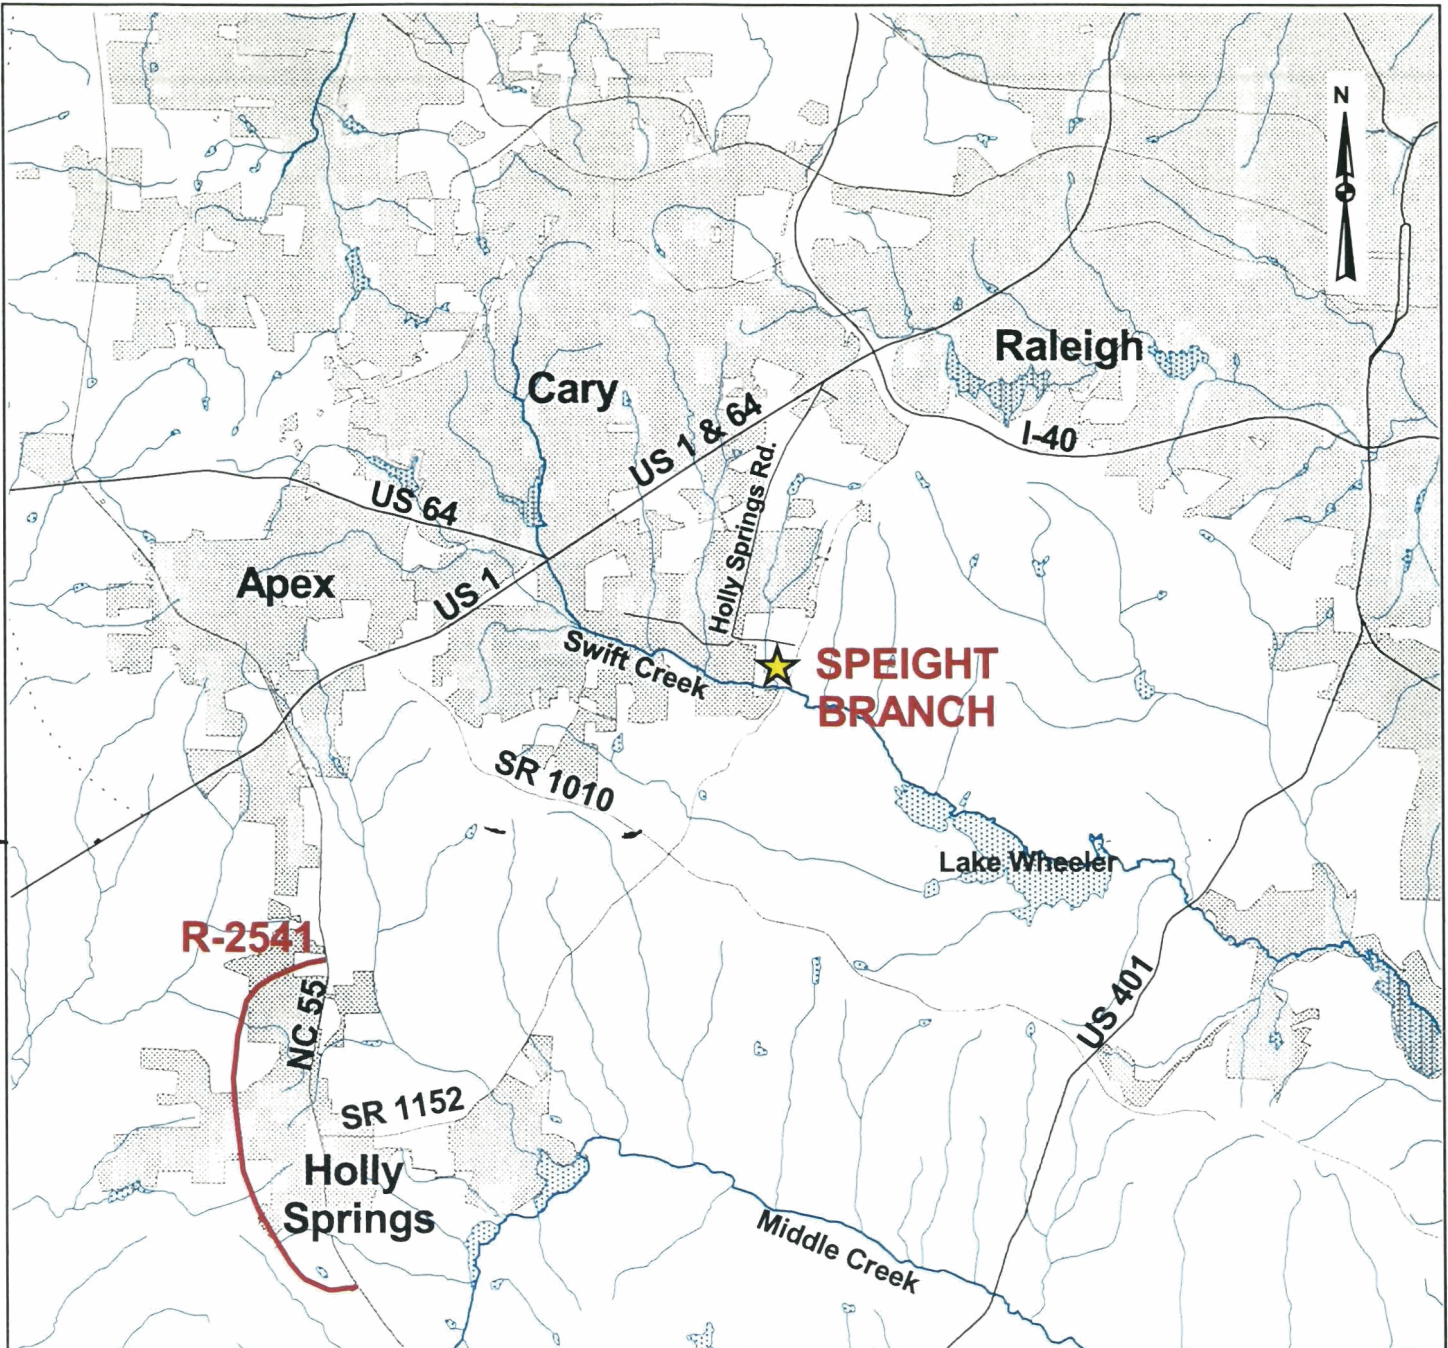 N
Raleigh
Cary
US 1 & 64
I-40
Holly Springs Rd.
US 64
Apex
US 1
Swift Creek
SPEIGHT
BRANCH
SR 1010
Lake Wheeler
R-2541
NC 55
US 401
SR 1152
Holly
Springs
Middle Creek